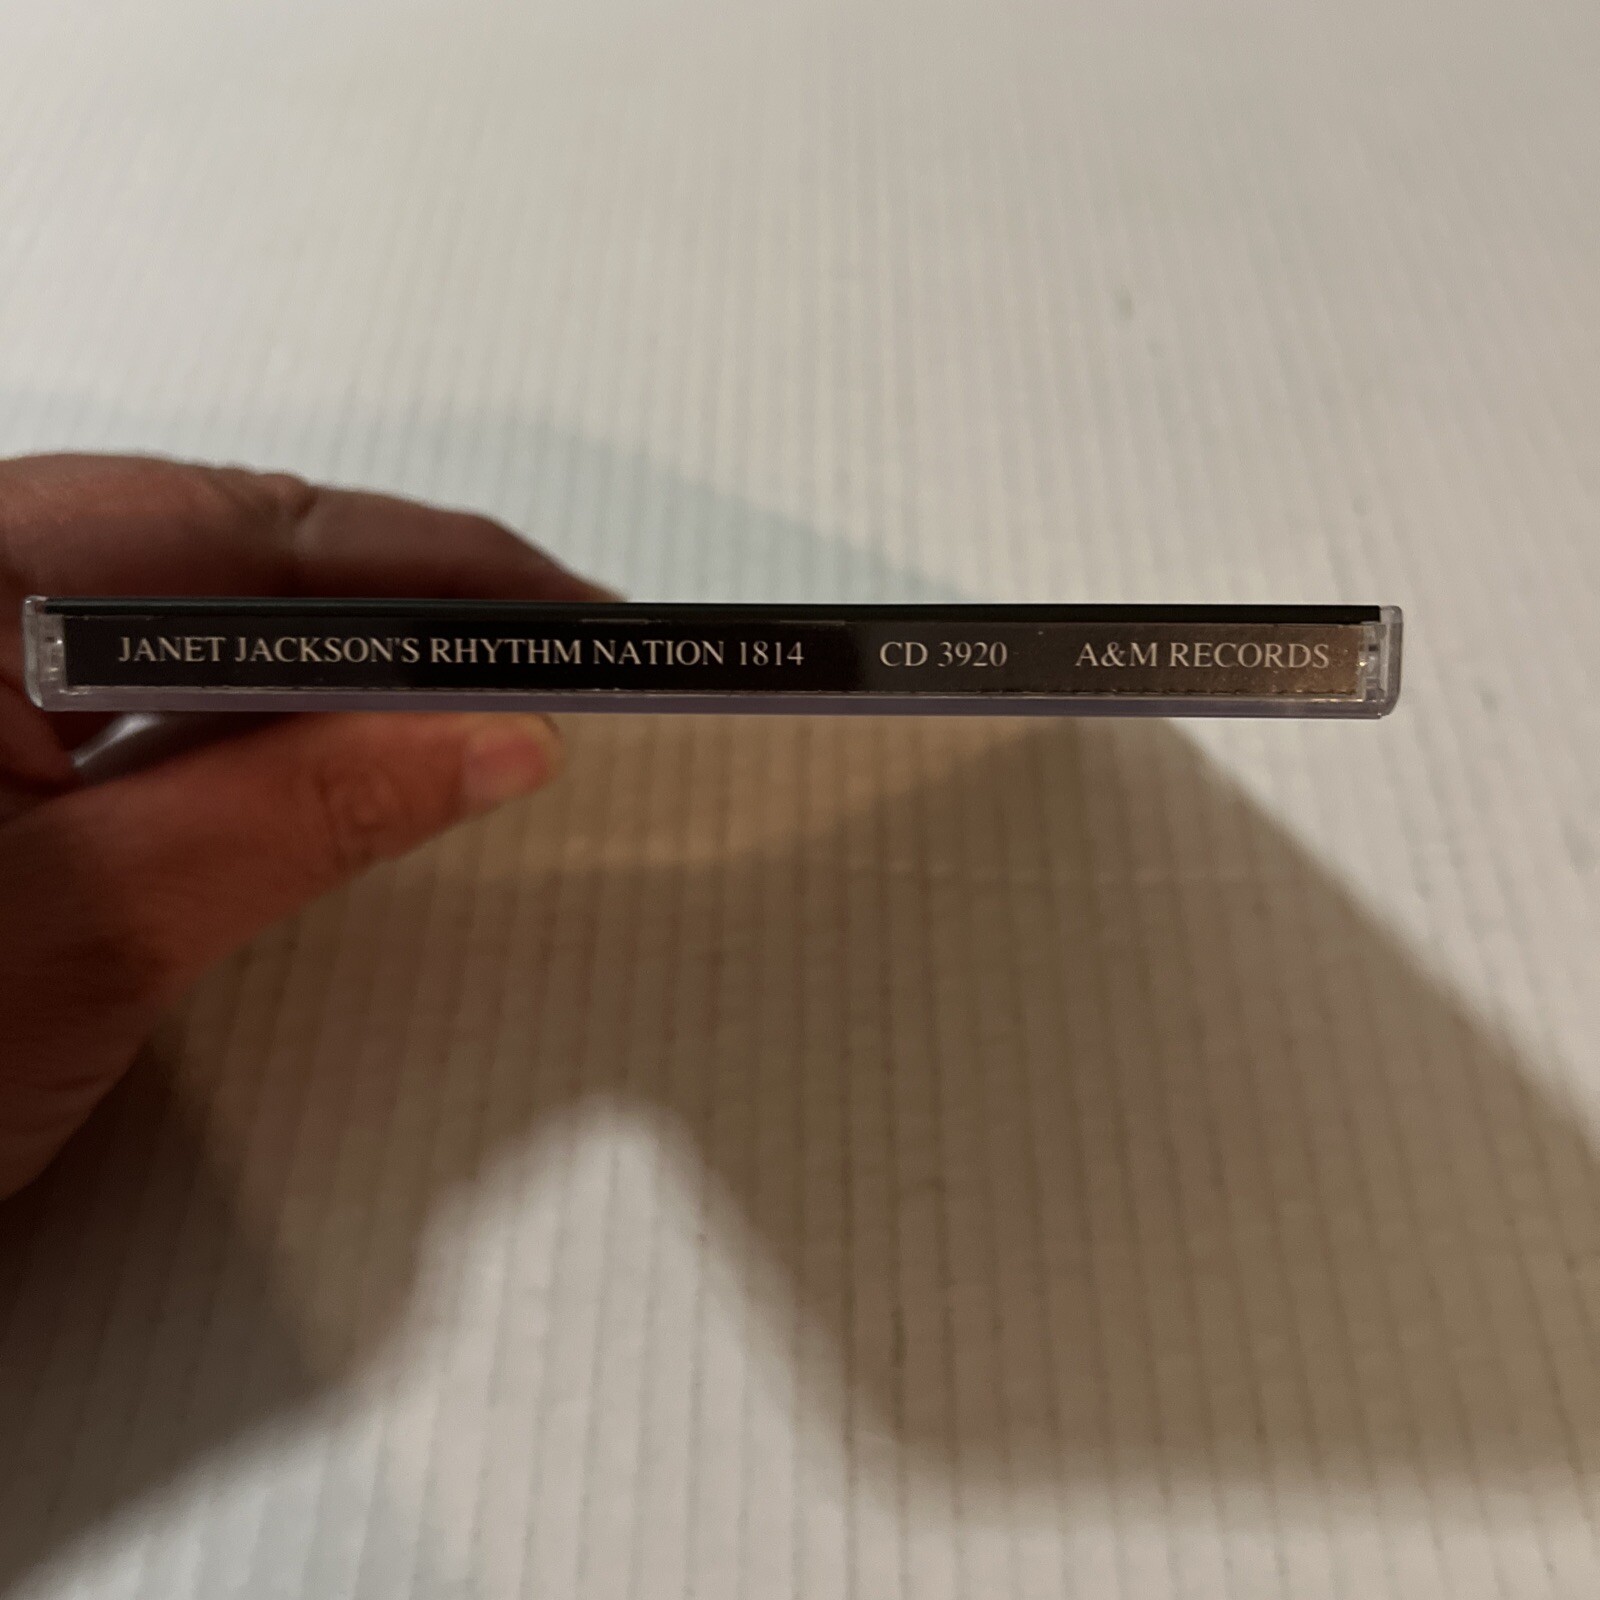 JANET JACKSON'S RHYTHM NATION 1814 CD 3920 A&M RECORDS